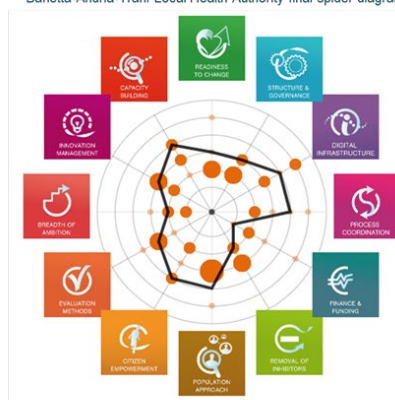 Barletta-Andria-Trani Local Health Authority final spider diagram
READINESS
TO CHANGE
STRUCTURE &
GOVERNANCE
DIGITAL
INFRASTRUCTURE
PROCESS
COORDINATION
FINANCE &
FUNDING
REMOVAL OF
INHIBITORS
POPULATION
APPROACH
CITIZEN
EMPOWERMENT
EVALUATION
METHODS
BREADTH OF
AMBITION
INNOVATION
MANAGEMENT
CAPACITY
BUILDING